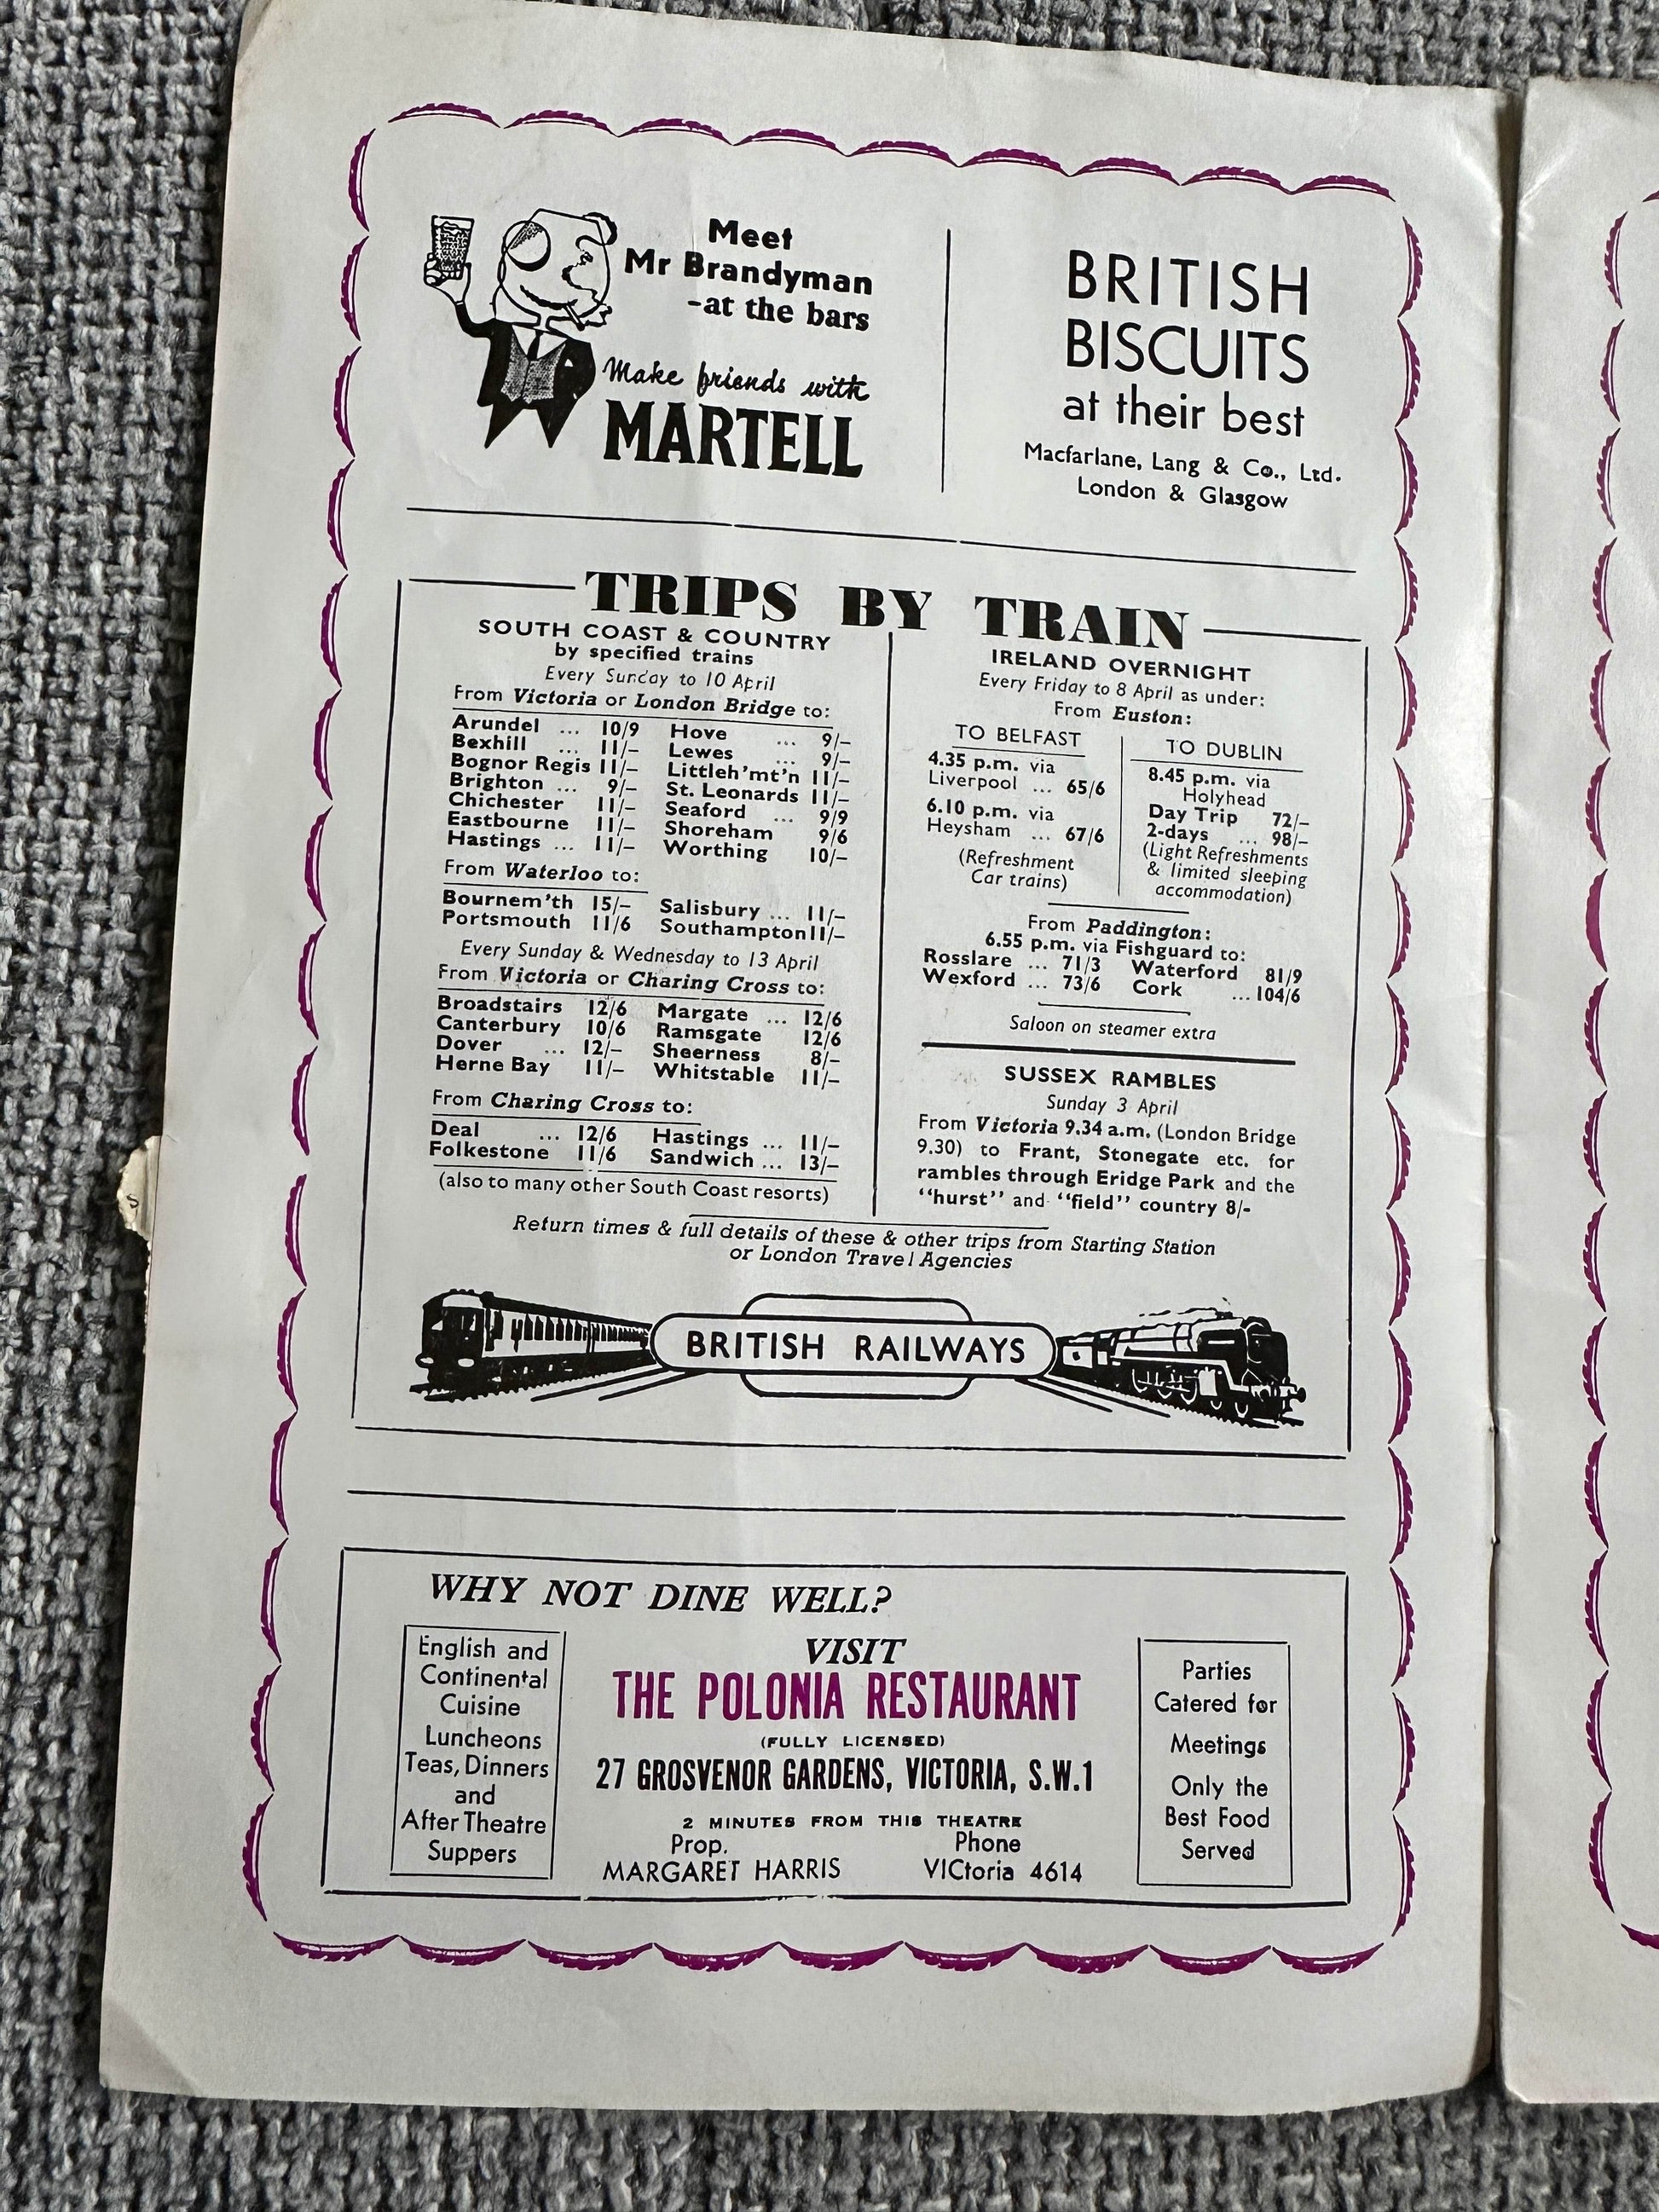 Meet
Mr Brandyman
-at the bars
Make friends with
MARTELL
BRITISH
BISCUITS
at their best
Macfarlane, Lang & Co., Ltd.
London & Glasgow
TRIPS BY TRAIN
SOUTH COAST & COUNTRY
by specified trains
Every Sunday to 10 April
From Victoria or London Bridge to:
Arundel ... 10/9 Hove ... 9/–
Bexhill ... 11/– Lewes ... 9/–
Bognor Regis 11/– Littleh'mt'n 11/–
Brighton ... 9/– St. Leonards 11/–
Chichester 11/– Seaford ... 9/9
Eastbourne 11/– Shoreham 9/6
Hastings ... 11/– Worthing 10/–
From Waterloo to:
Bournem'th 15/– Salisbury ... 11/–
Portsmouth 11/6 Southampton 11/–
Every Sunday & Wednesday to 13 April
From Victoria or Charing Cross to:
Broadstairs 12/6 Margate ... 12/6
Canterbury 10/6 Ramsgate 12/6
Dover ... 12/– Sheerness 8/–
Herne Bay 11/– Whitstable 11/–
From Charing Cross to:
Deal ... 12/6 Hastings ... 11/–
Folkestone 11/6 Sandwich ... 13/–
(also to many other South Coast resorts)
IRELAND OVERNIGHT
Every Friday to 8 April as under:
From Euston:
TO BELFAST
4.35 p.m. via
Liverpool ... 65/6
6.10 p.m. via
Heysham ... 67/6
(Refreshment
Car trains)
TO DUBLIN
8.45 p.m. via
Holyhead
Day Trip 72/–
2-days ... 98/–
(Light Refreshments
& limited sleeping
accommodation)
From Paddington:
6.55 p.m. via Fishguard to:
Rosslare ... 71/3 Waterford 81/9
Wexford ... 73/6 Cork ... 104/6
Saloon on steamer extra
SUSSEX RAMBLES
Sunday 3 April
From Victoria 9.34 a.m. (London Bridge
9.30) to Frant, Stonegate etc. for
rambles through Eridge Park and the
"hurst" and "field" country 8/-
Return times & full details of these & other trips from Starting Station
or London Travel Agencies
BRITISH RAILWAYS
WHY NOT DINE WELL?
English and
Continental
Cuisine
Luncheons
Teas, Dinners
and
After Theatre
Suppers
VISIT
THE POLONIA RESTAURANT
(FULLY LICENSED)
27 GROSVENOR GARDENS, VICTORIA, S.W.1
2 MINUTES FROM THIS THEATRE
Prop. Phone
MARGARET HARRIS VICtoria 4614
Parties
Catered for
Meetings
Only the
Best Food
Served